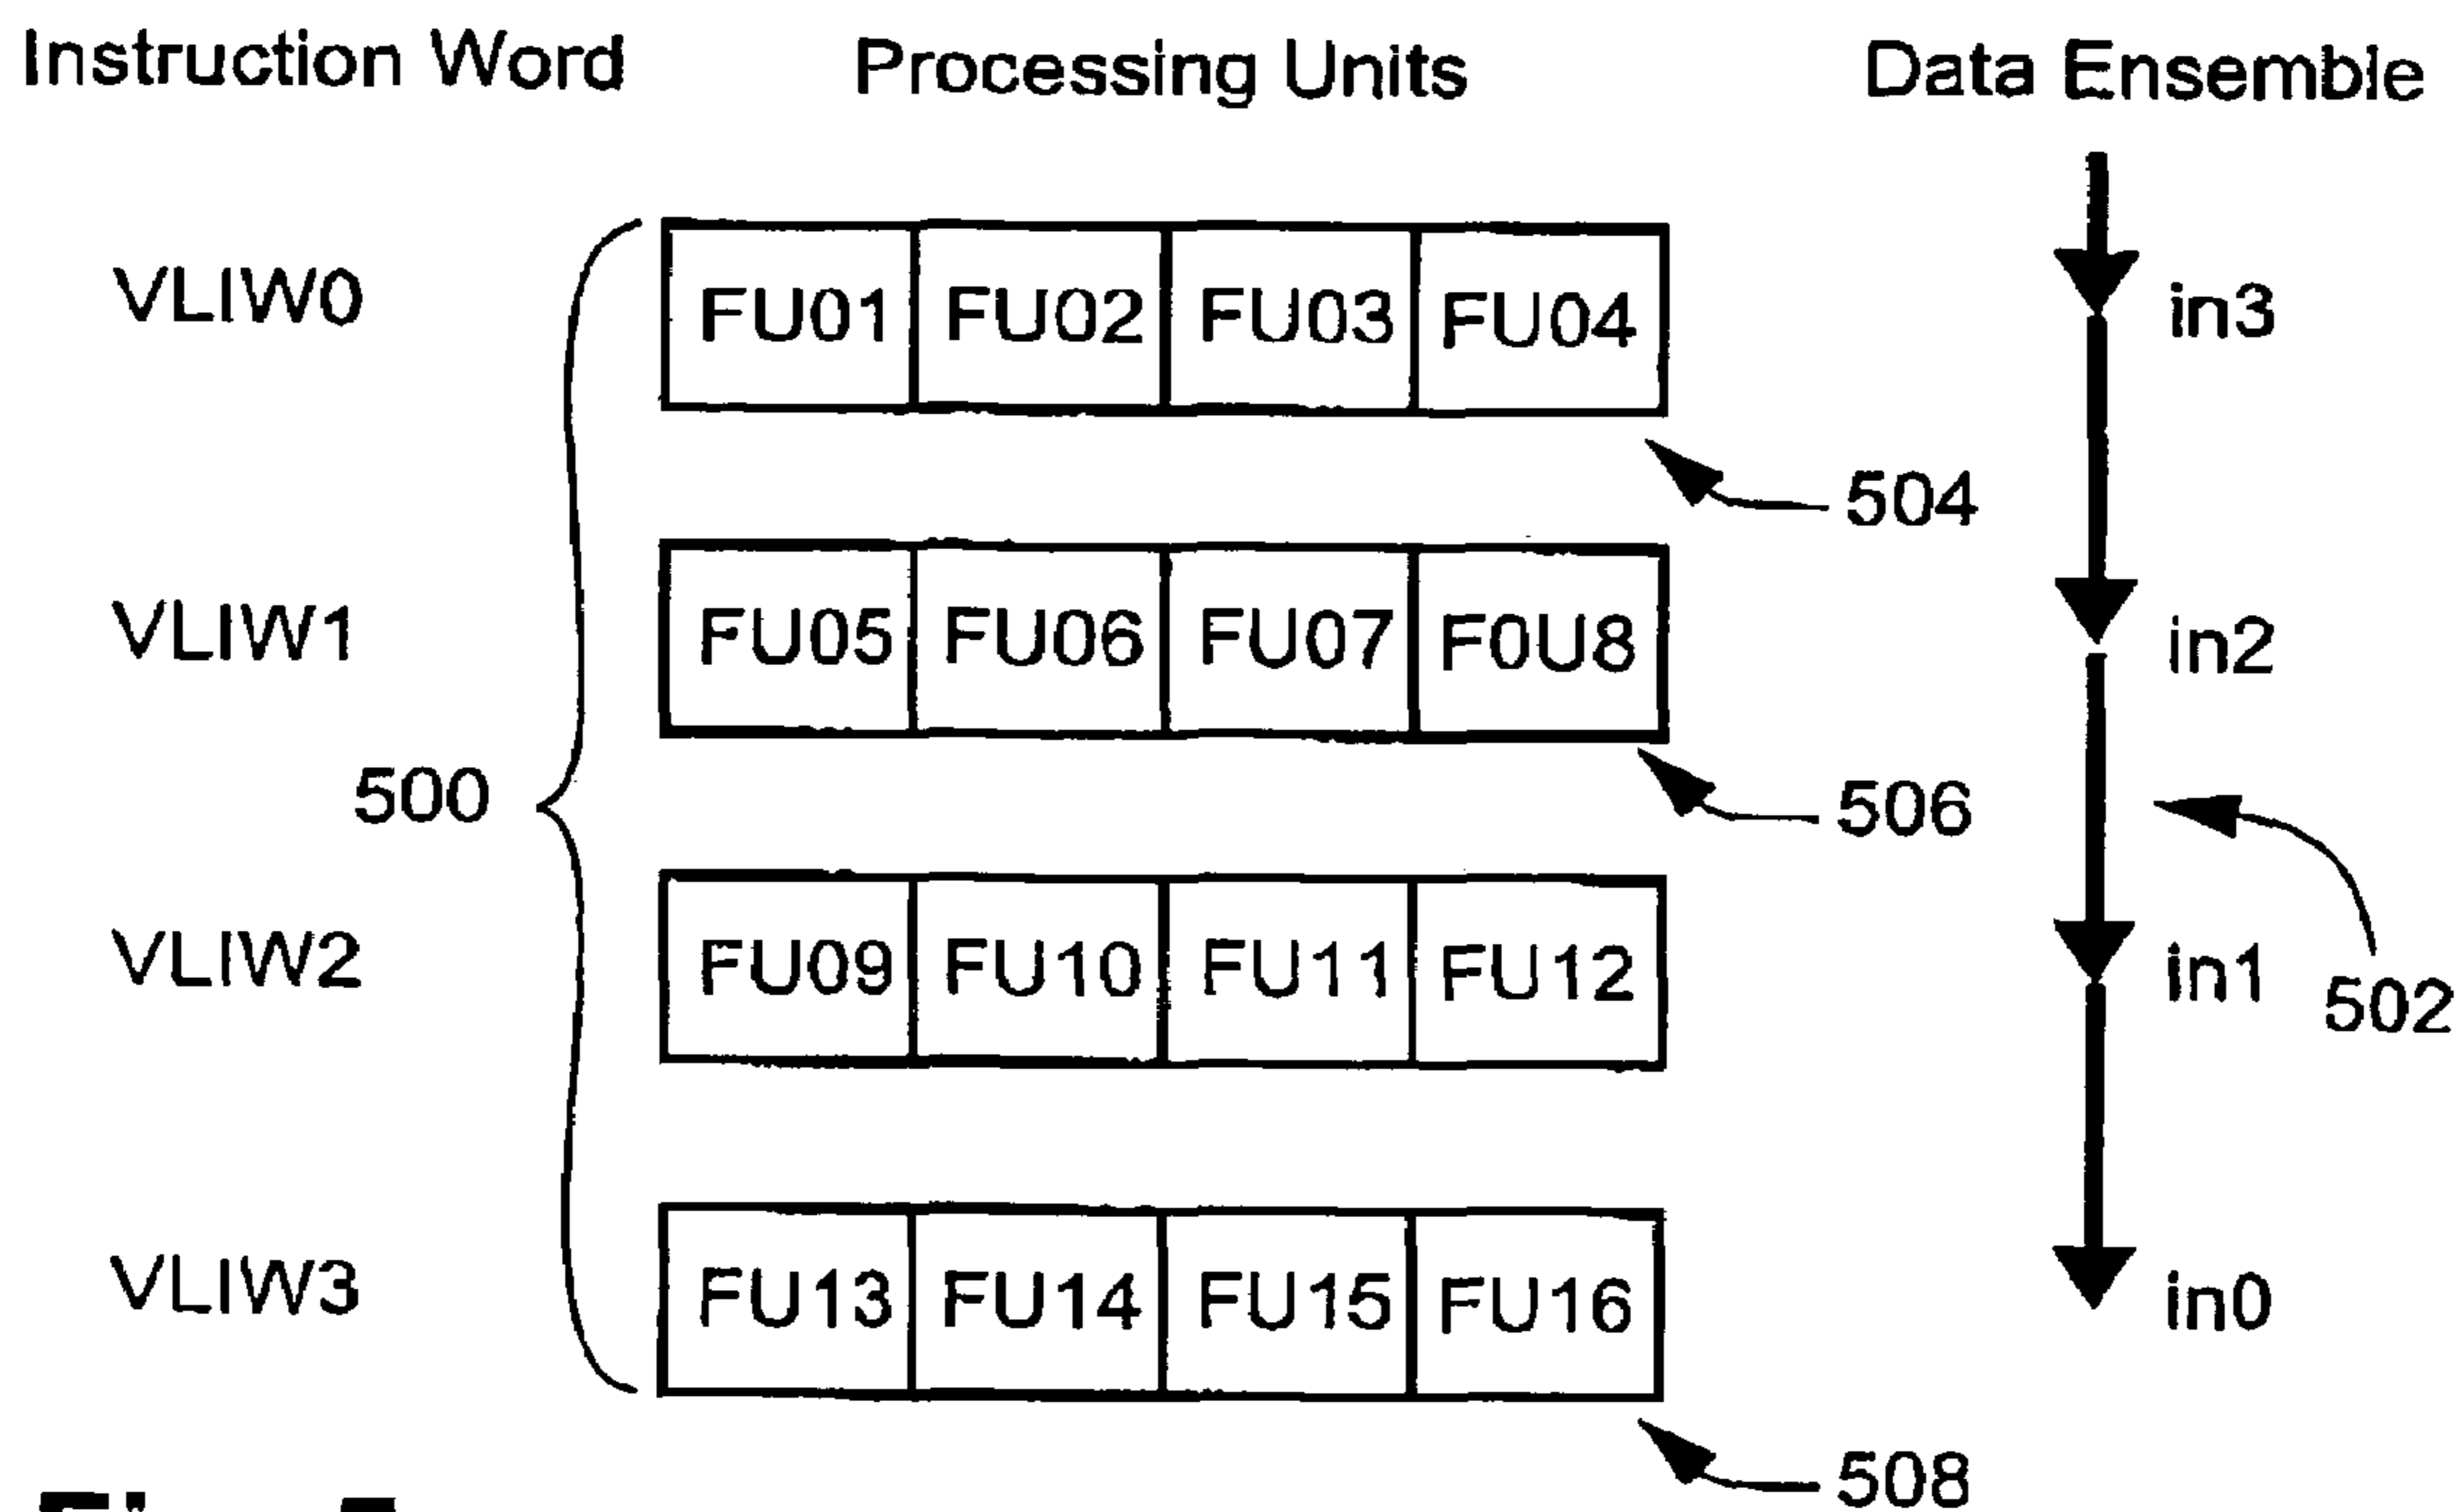 Instruction Word Processing Units Data Ensemble
VLIW0 FU01 FU02 FU03 FU04 in3
504
VLIW1 FU05 FU06 FU07 F0U8 in2
500 506
VLIW2 FU09 FU10 FU11 FU12 in1
502
VLIW3 FU13 FU14 FU15 FU16 in0
508